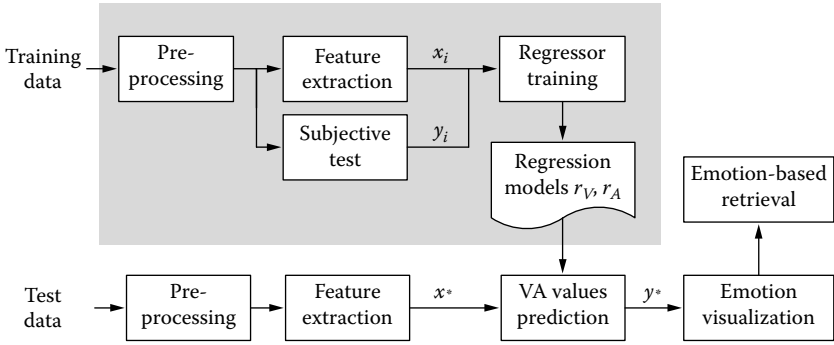 Training
data
Pre-
processing
Feature
extraction
x_i
Regressor
training
Subjective
test
y_i
Regression
models r_V, r_A
Emotion-based
retrieval
Test
data
Pre-
processing
Feature
extraction
x*
VA values
prediction
y*
Emotion
visualization